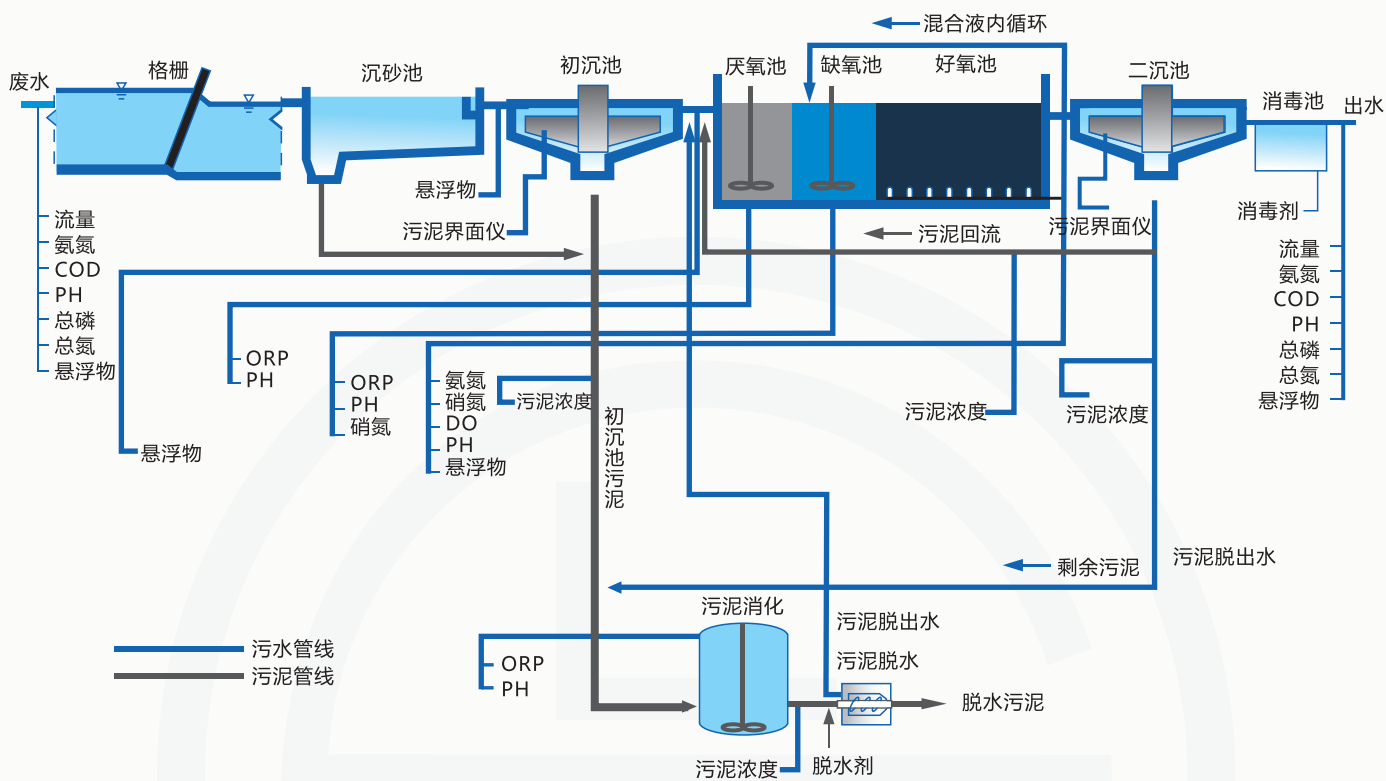 混合液内循环
废水
格栅
沉砂池
初沉池
厌氧池
缺氧池
好氧池
二沉池
消毒池
出水
悬浮物
污泥界面仪
污泥回流
污泥界面仪
消毒剂
流量
氨氮
COD
PH
总磷
总氮
悬浮物
流量
氨氮
COD
PH
总磷
总氮
悬浮物
悬浮物
ORP
PH
ORP
PH
硝氮
氨氮
硝氮
DO
PH
悬浮物
污泥浓度
初沉池污泥
污泥浓度
污泥浓度
剩余污泥
污泥脱出水
污泥消化
污泥脱出水
污泥脱水
污水管线
污泥管线
ORP
PH
脱水污泥
污泥浓度
脱水剂